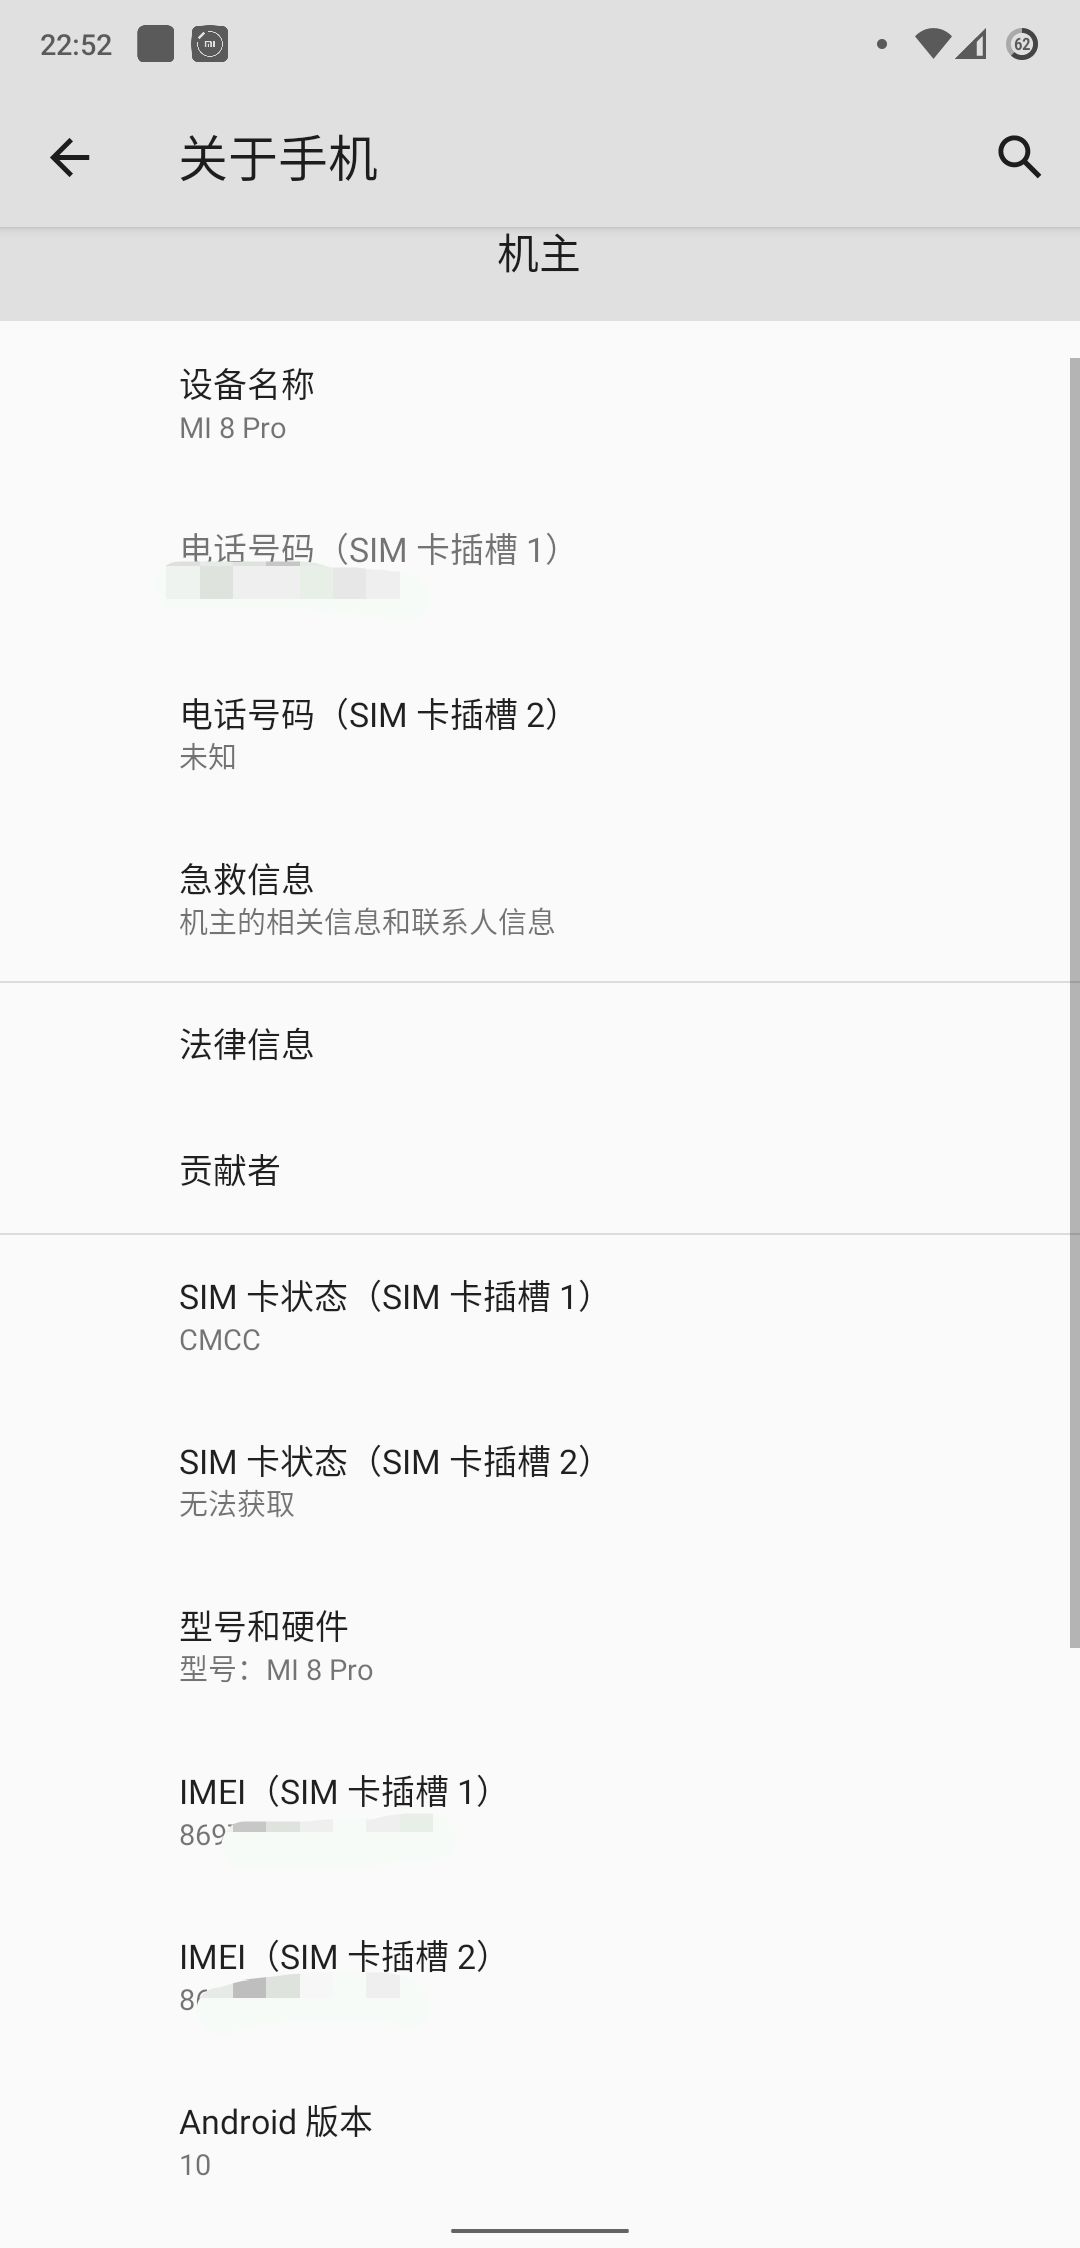 22:52
62
关于手机
机主
设备名称
MI 8 Pro
电话号码（SIM 卡插槽 1）
电话号码（SIM 卡插槽 2）
未知
急救信息
机主的相关信息和联系人信息
法律信息
贡献者
SIM 卡状态（SIM 卡插槽 1）
CMCC
SIM 卡状态（SIM 卡插槽 2）
无法获取
型号和硬件
型号：MI 8 Pro
IMEI（SIM 卡插槽 1）
869
IMEI（SIM 卡插槽 2）
8
Android 版本
10